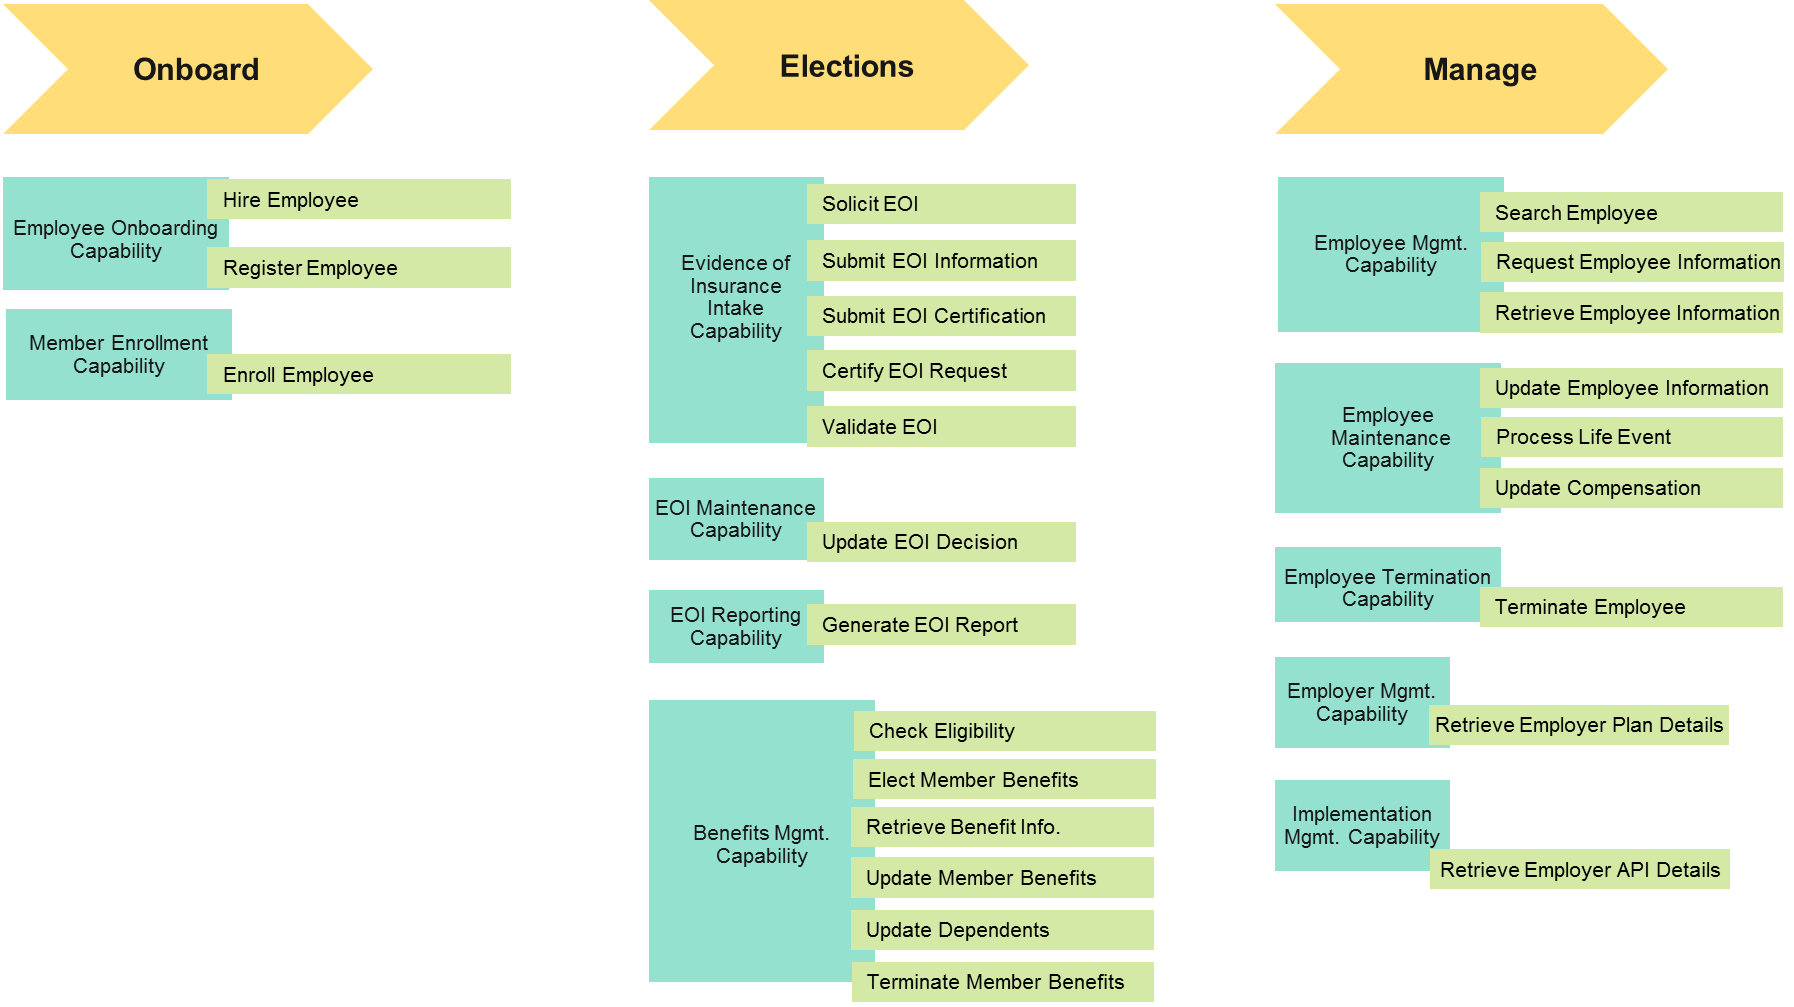 Onboard
Employee Onboarding
Capability
Hire Employee
Register Employee
Member Enrollment
Capability
Enroll Employee
Elections
Evidence of
Insurance
Intake
Capability
Solicit EOI
Submit EOI Information
Submit EOI Certification
Certify EOI Request
Validate EOI
EOI Maintenance
Capability
Update EOI Decision
EOI Reporting
Capability
Generate EOI Report
Benefits Mgmt.
Capability
Check Eligibility
Elect Member Benefits
Retrieve Benefit Info.
Update Member Benefits
Update Dependents
Terminate Member Benefits
Manage
Employee Mgmt.
Capability
Search Employee
Request Employee Information
Retrieve Employee Information
Employee
Maintenance
Capability
Update Employee Information
Process Life Event
Update Compensation
Employee Termination
Capability
Terminate Employee
Employer Mgmt.
Capability
Retrieve Employer Plan Details
Implementation
Mgmt. Capability
Retrieve Employer API Details